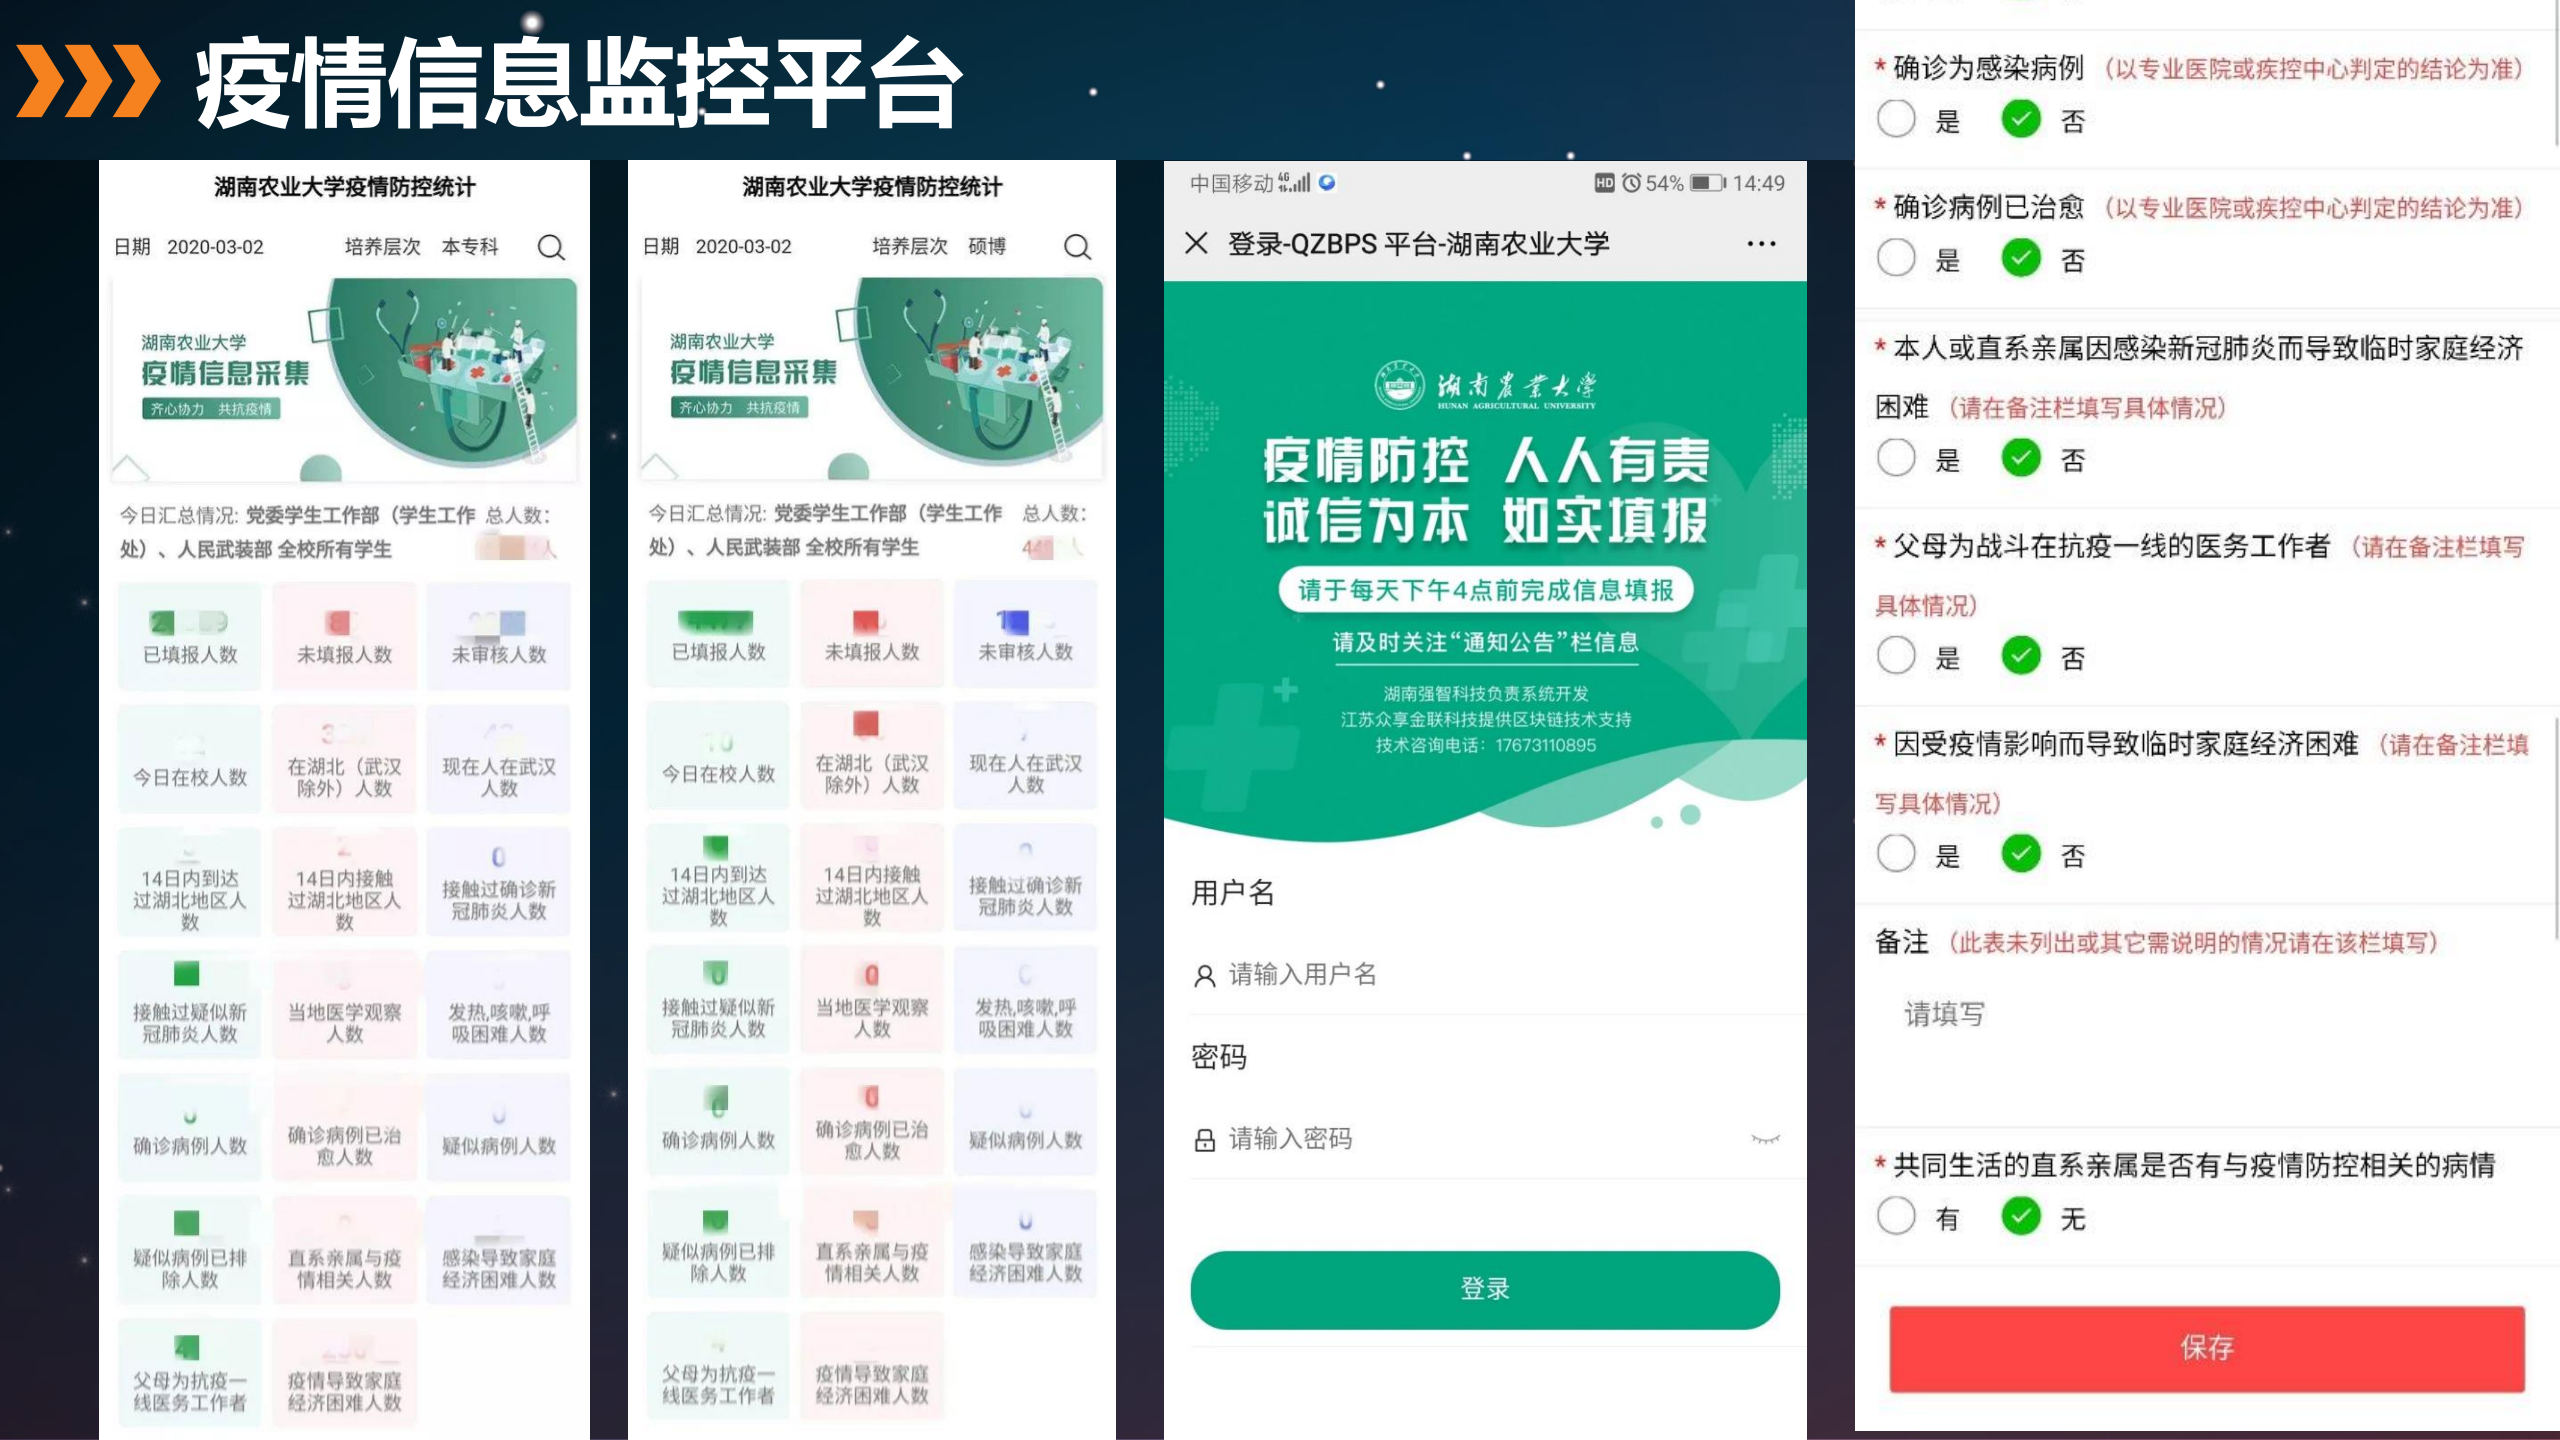 疫情信息监控平台
湖南农业大学疫情防控统计
日期 2020-03-02 培养层次 本专科
湖南农业大学
疫情信息采集
齐心协力 共抗疫情
今日汇总情况: 党委学生工作部（学生工作 总人数:
处）、人民武装部 全校所有学生 人
已填报人数 未填报人数 未审核人数
今日在校人数 在湖北（武汉 现在人在武汉
除外）人数 人数
14日内到达 14日内接触 0
过湖北地区人 过湖北地区人 接触过确诊新
数 数 冠肺炎人数
接触过疑似新 当地医学观察 发热,咳嗽,呼
冠肺炎人数 人数 吸困难人数
确诊病例人数 确诊病例已治 疑似病例人数
愈人数
疑似病例已排 直系亲属与疫 感染导致家庭
除人数 情相关人数 经济困难人数
父母为抗疫一 疫情导致家庭
线医务工作者 经济困难人数
湖南农业大学疫情防控统计
日期 2020-03-02 培养层次 硕博
湖南农业大学
疫情信息采集
齐心协力 共抗疫情
今日汇总情况: 党委学生工作部（学生工作 总人数:
处）、人民武装部 全校所有学生 人
已填报人数 未填报人数 未审核人数
今日在校人数 在湖北（武汉 现在人在武汉
除外）人数 人数
14日内到达 14日内接触 接触过确诊新
过湖北地区人 过湖北地区人 冠肺炎人数
数 数
0 0
接触过疑似新 当地医学观察 发热,咳嗽,呼
冠肺炎人数 人数 吸困难人数
0
确诊病例人数 确诊病例已治 疑似病例人数
愈人数
0
疑似病例已排 直系亲属与疫 感染导致家庭
除人数 情相关人数 经济困难人数
父母为抗疫一 疫情导致家庭
线医务工作者 经济困难人数
中国移动 4G HD 54% 14:49
登录-QZBPS 平台-湖南农业大学 ···
湖南農業大學
HUNAN AGRICULTURAL UNIVERSITY
疫情防控 人人有责
诚信为本 如实填报
请于每天下午4点前完成信息填报
请及时关注“通知公告”栏信息
湖南强智科技负责系统开发
江苏众享金联科技提供区块链技术支持
技术咨询电话：17673110895
用户名
请输入用户名
密码
请输入密码
登录
* 确诊为感染病例 （以专业医院或疾控中心判定的结论为准）
是 否
* 确诊病例已治愈 （以专业医院或疾控中心判定的结论为准）
是 否
* 本人或直系亲属因感染新冠肺炎而导致临时家庭经济
困难 （请在备注栏填写具体情况）
是 否
* 父母为战斗在抗疫一线的医务工作者 （请在备注栏填写
具体情况）
是 否
* 因受疫情影响而导致临时家庭经济困难 （请在备注栏填
写具体情况）
是 否
备注 （此表未列出或其它需说明的情况请在该栏填写）
请填写
* 共同生活的直系亲属是否有与疫情防控相关的病情
有 无
保存